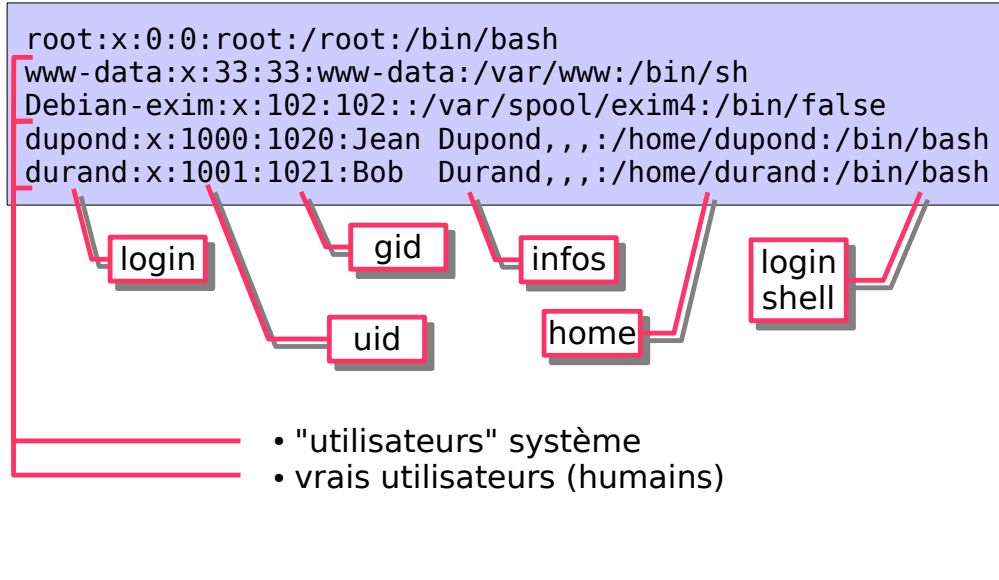 root:x:0:0:root:/root:/bin/bash
www-data:x:33:33:www-data:/var/www:/bin/sh
Debian-exim:x:102:102::/var/spool/exim4:/bin/false
dupond:x:1000:1020:Jean Dupond,,,:/home/dupond:/bin/bash
durand:x:1001:1021:Bob  Durand,,,:/home/durand:/bin/bash
login
gid
infos
login
shell
uid
home
• "utilisateurs" système
• vrais utilisateurs (humains)